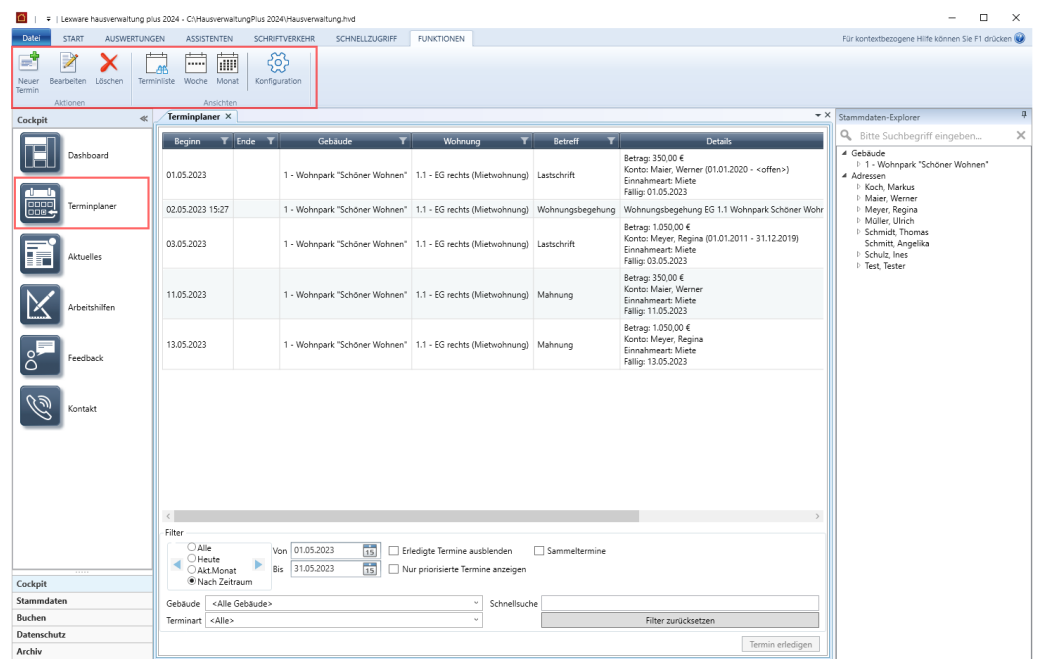 Lexware hausverwaltung plus 2024 - C:\HausverwaltungPlus 2024\Hausverwaltung.hvd
Datei START AUSWERTUNGEN ASSISTENTEN SCHRIFTVERKEHR SCHNELLZUGRIFF FUNKTIONEN Für kontextbezogene Hilfe können Sie F1 drücken
Neuer Termin Bearbeiten Löschen Terminliste Woche Monat Konfiguration
Aktionen Ansichten
Cockpit
Dashboard
Terminplaner
Aktuelles
Arbeitshilfen
Feedback
Kontakt
Cockpit
Stammdaten
Buchen
Datenschutz
Archiv
Terminplaner
Beginn Ende Gebäude Wohnung Betreff Details
01.05.2023 1 - Wohnpark "Schöner Wohnen" 1.1 - EG rechts (Mietwohnung) Lastschrift
Betrag: 350,00 €
Konto: Maier, Werner (01.01.2020 - <offen>)
Einnahmeart: Miete
Fällig: 01.05.2023
02.05.2023 15:27 1 - Wohnpark "Schöner Wohnen" 1.1 - EG rechts (Mietwohnung) Wohnungsbegehung Wohnungsbegehung EG 1.1 Wohnpark Schöner Wohr
03.05.2023 1 - Wohnpark "Schöner Wohnen" 1.1 - EG rechts (Mietwohnung) Lastschrift
Betrag: 1.050,00 €
Konto: Meyer, Regina (01.01.2011 - 31.12.2019)
Einnahmeart: Miete
Fällig: 03.05.2023
11.05.2023 1 - Wohnpark "Schöner Wohnen" 1.1 - EG rechts (Mietwohnung) Mahnung
Betrag: 350,00 €
Konto: Maier, Werner
Einnahmeart: Miete
Fällig: 11.05.2023
13.05.2023 1 - Wohnpark "Schöner Wohnen" 1.1 - EG rechts (Mietwohnung) Mahnung
Betrag: 1.050,00 €
Konto: Meyer, Regina
Einnahmeart: Miete
Fällig: 13.05.2023
Filter
Alle
Heute
Akt.Monat
Nach Zeitraum
Von 01.05.2023 15 Erledigte Termine ausblenden Sammeltermine
Bis 31.05.2023 15 Nur priorisierte Termine anzeigen
Gebäude <Alle Gebäude> Schnellsuche
Terminart <Alle> Filter zurücksetzen
Termin erledigen
Stammdaten-Explorer
Bitte Suchbegriff eingeben...
Gebäude
1 - Wohnpark "Schöner Wohnen"
Adressen
Koch, Markus
Maier, Werner
Meyer, Regina
Müller, Ulrich
Schmidt, Thomas
Schmitt, Angelika
Schulz, Ines
Test, Tester